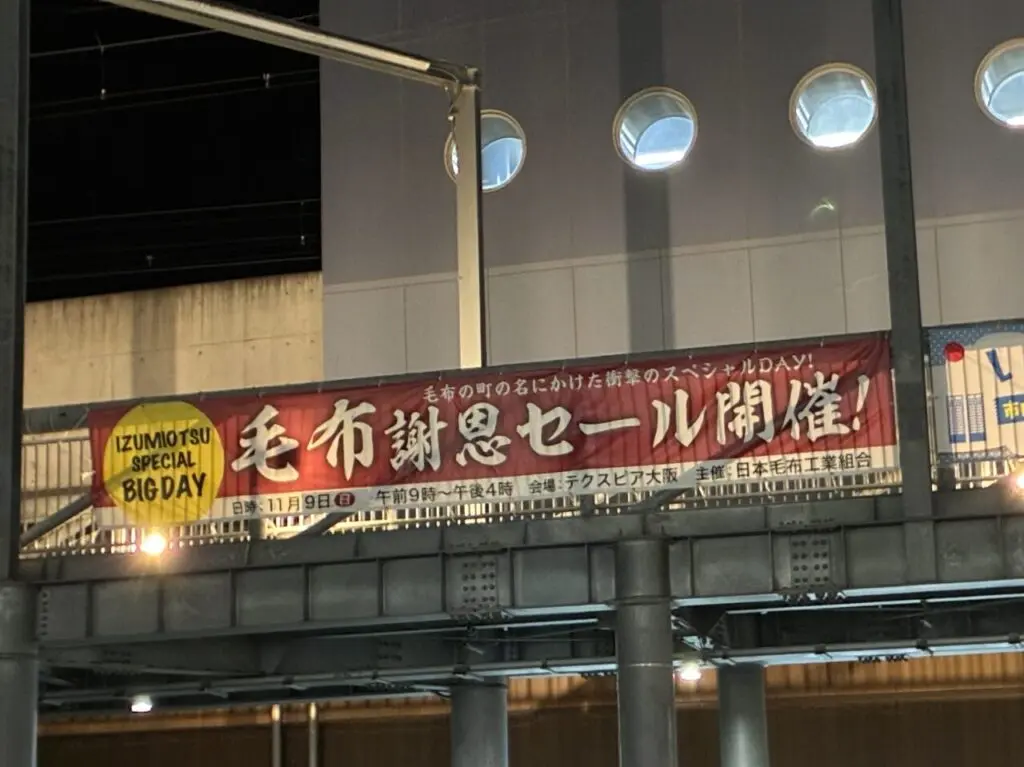 毛布の町の名にかけた衝撃のスペシャルDAY!
IZUMIOTSU
SPECIAL
BIG DAY
毛布謝恩セール開催!
日時:11月9日(日) 午前9時～午後4時 会場:テクスピア大阪 主催:日本毛布工業組合
し
市